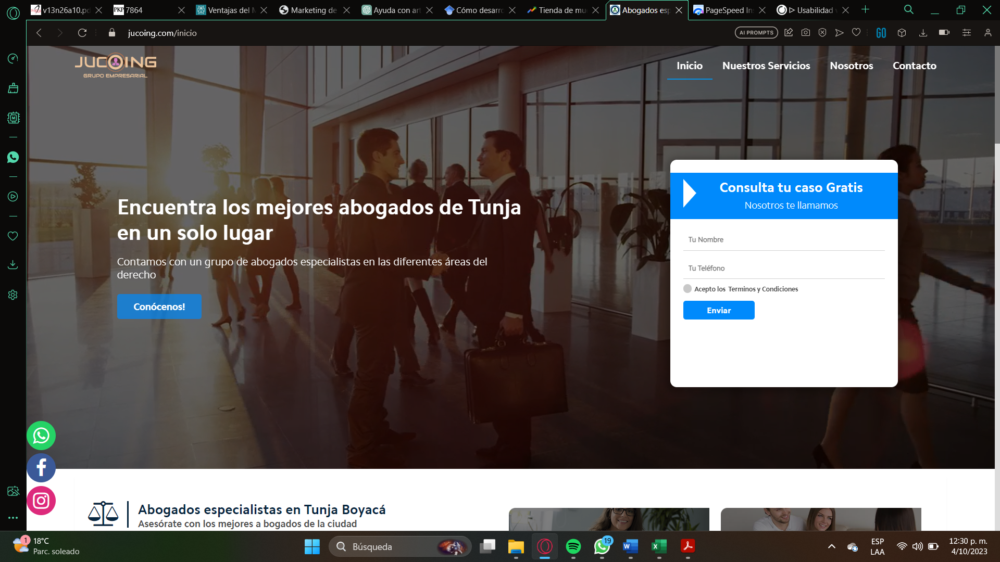 v13n26a10.pd
PKP 7864
Ventajas del M
Marketing de
Ayuda con art
Cómo desarro
Tienda de mu
Abogados esp
PageSpeed Ins
Usabilidad
jucoing.com/inicio
AI PROMPTS
GO
JUCOING
GRUPO EMPRESARIAL
Inicio
Nuestros Servicios
Nosotros
Contacto
Encuentra los mejores abogados de Tunja
en un solo lugar
Contamos con un grupo de abogados especialistas en las diferentes áreas del
derecho
Conócenos!
Consulta tu caso Gratis
Nosotros te llamamos
Tu Nombre
Tu Teléfono
Acepto los Terminos y Condiciones
Enviar
Abogados especialistas en Tunja Boyacá
Asesórate con los mejores a bogados de la ciudad
1
18°C
Parc. soleado
Búsqueda
19
ESP
LAA
12:30 p. m.
4/10/2023